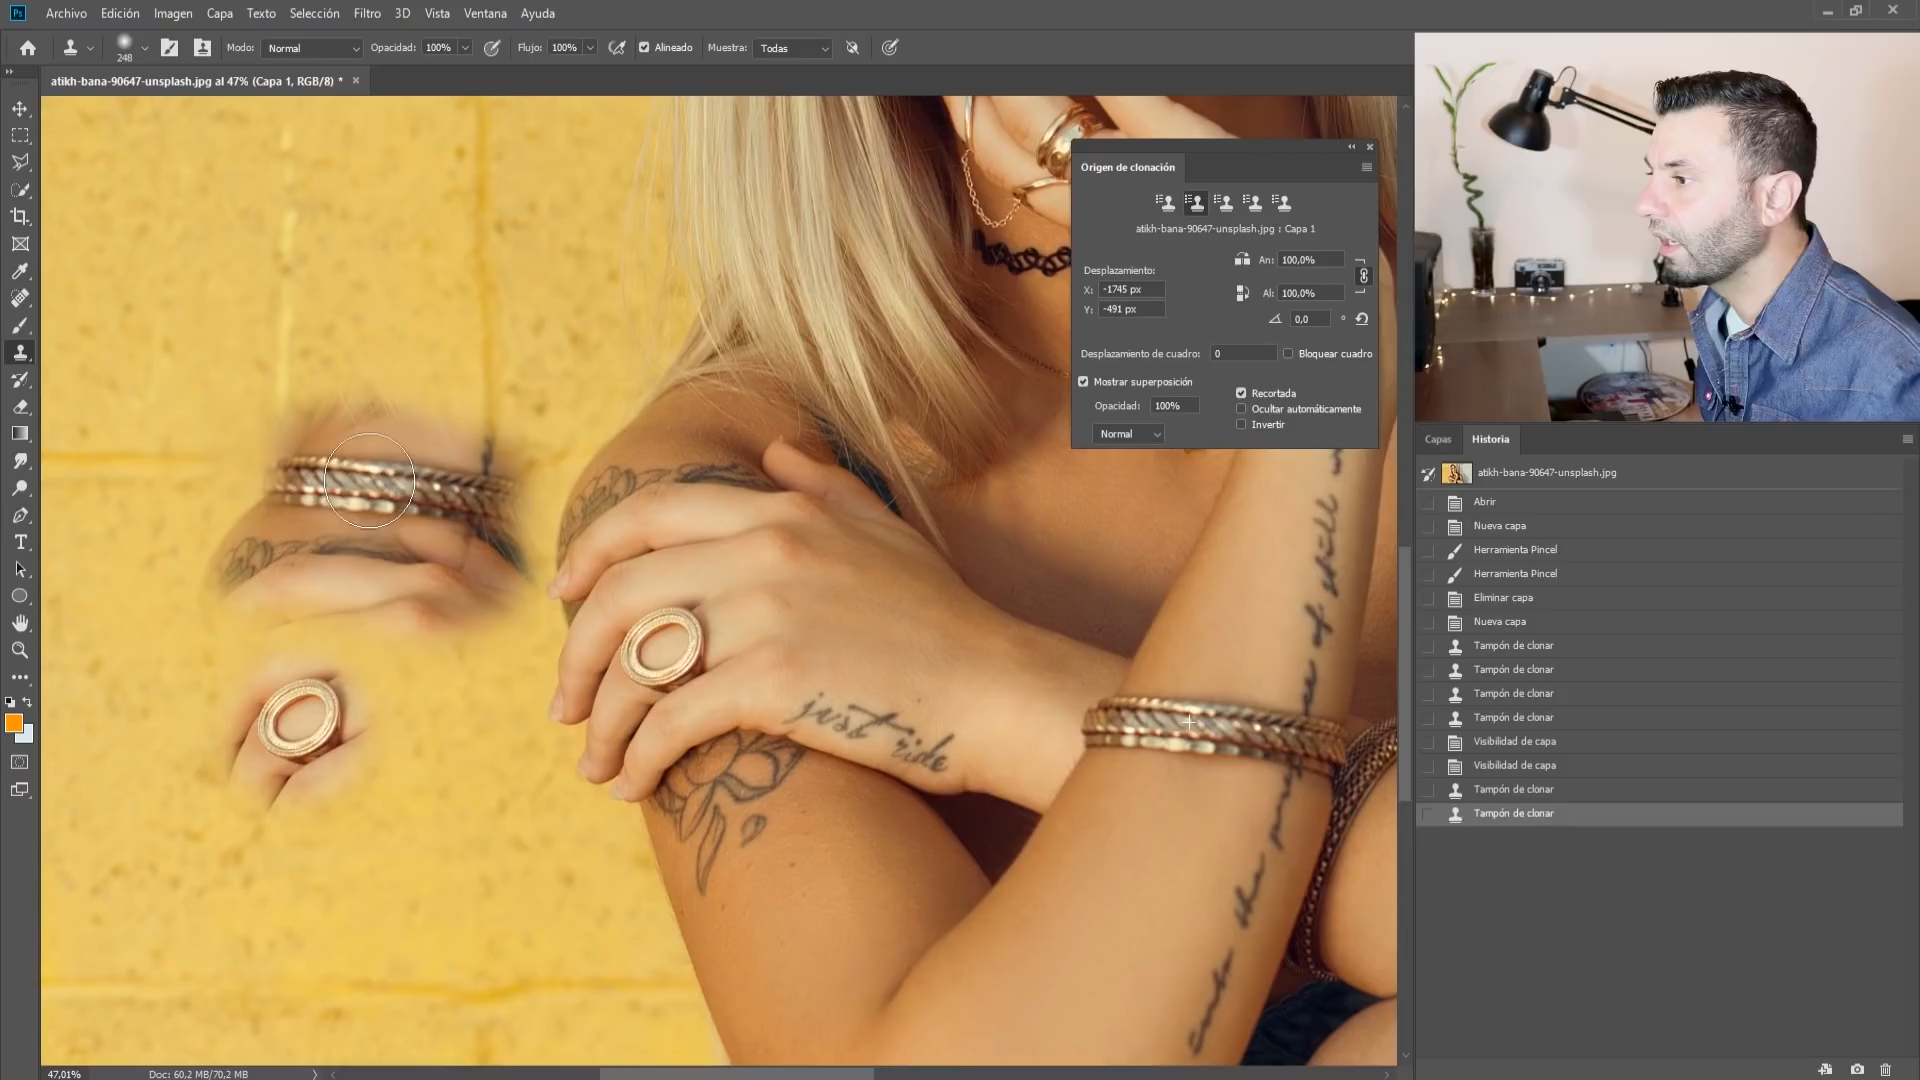 Ps Archivo Edición Imagen Capa Texto Selección Filtro 3D Vista Ventana Ayuda
248 Modo: Normal Opacidad: 100% Flujo: 100% Alineado Muestra: Todas
atikh-bana-90647-unsplash.jpg al 47% (Capa 1, RGB/8) *
Origen de clonación
atikh-bana-90647-unsplash.jpg : Capa 1
An: 100,0%
Desplazamiento:
X: -1745 px
Al: 100,0%
Y: -491 px
0,0 °
Desplazamiento de cuadro: 0 Bloquear cuadro
Mostrar superposición
Recortada
Opacidad: 100%
Ocultar automáticamente
Invertir
Normal
Capas Historia
atikh-bana-90647-unsplash.jpg
Abrir
Nueva capa
Herramienta Pincel
Herramienta Pincel
Eliminar capa
Nueva capa
Tampón de clonar
Tampón de clonar
Tampón de clonar
Tampón de clonar
Visibilidad de capa
Visibilidad de capa
Tampón de clonar
Tampón de clonar
just
ride
of still
the
47,01% Doc: 60,2 MB/70,2 MB